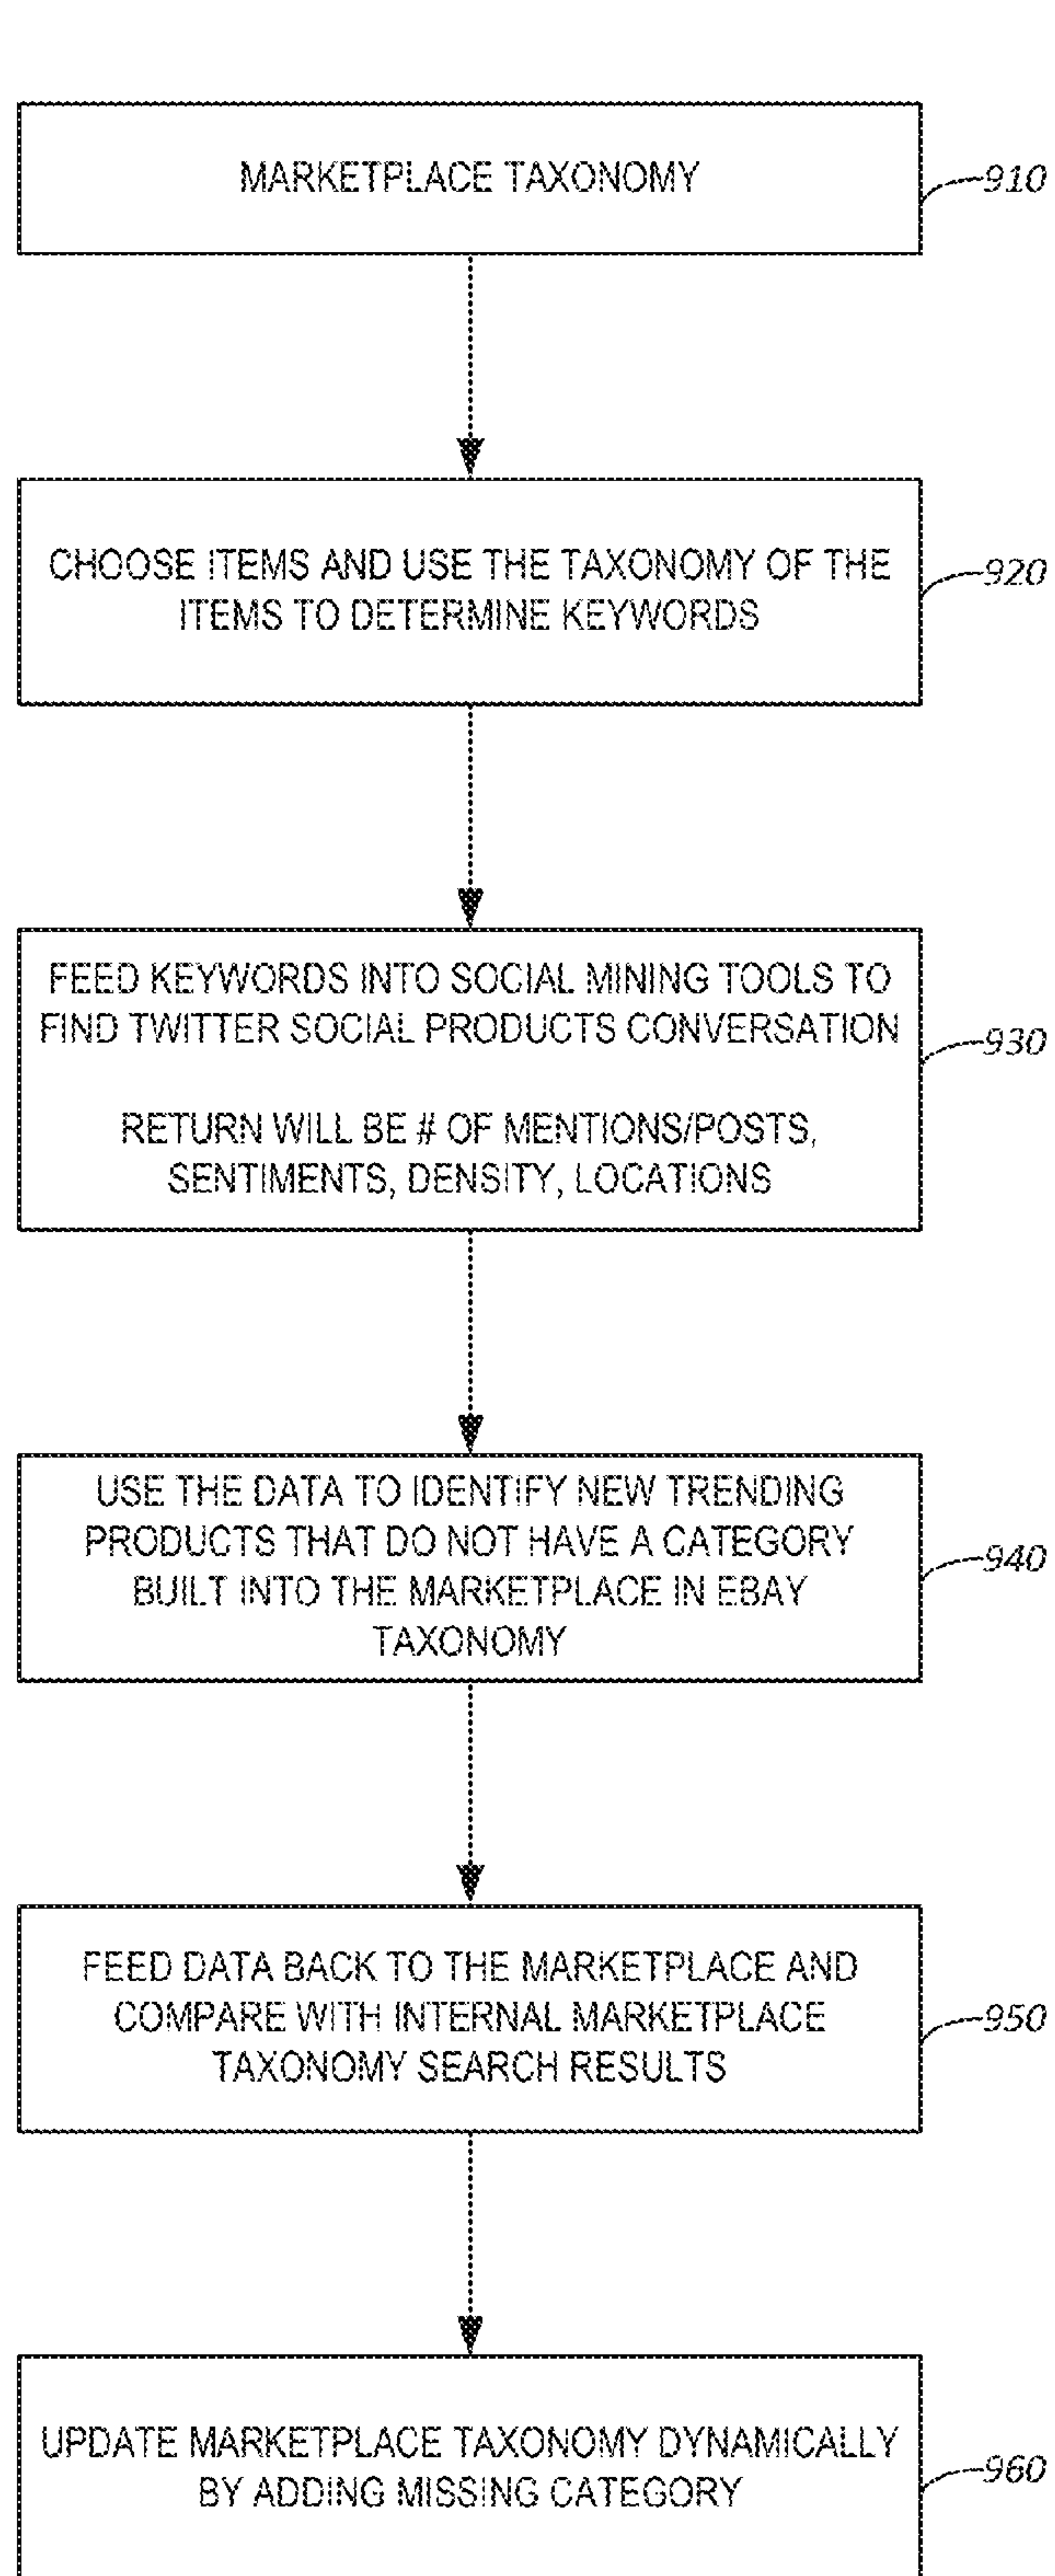 MARKETPLACE TAXONOMY
910
CHOOSE ITEMS AND USE THE TAXONOMY OF THE
ITEMS TO DETERMINE KEYWORDS
920
FEED KEYWORDS INTO SOCIAL MINING TOOLS TO
FIND TWITTER SOCIAL PRODUCTS CONVERSATION
RETURN WILL BE # OF MENTIONS/POSTS,
SENTIMENTS, DENSITY, LOCATIONS
930
USE THE DATA TO IDENTIFY NEW TRENDING
PRODUCTS THAT DO NOT HAVE A CATEGORY
BUILT INTO THE MARKETPLACE IN EBAY
TAXONOMY
940
FEED DATA BACK TO THE MARKETPLACE AND
COMPARE WITH INTERNAL MARKETPLACE
TAXONOMY SEARCH RESULTS
950
UPDATE MARKETPLACE TAXONOMY DYNAMICALLY
BY ADDING MISSING CATEGORY
960